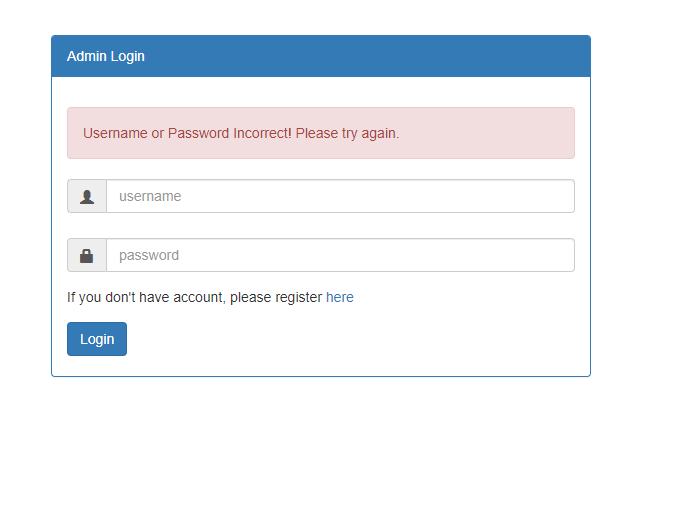 Admin Login
Username or Password Incorrect! Please try again.
username
password
If you don't have account, please register here
Login